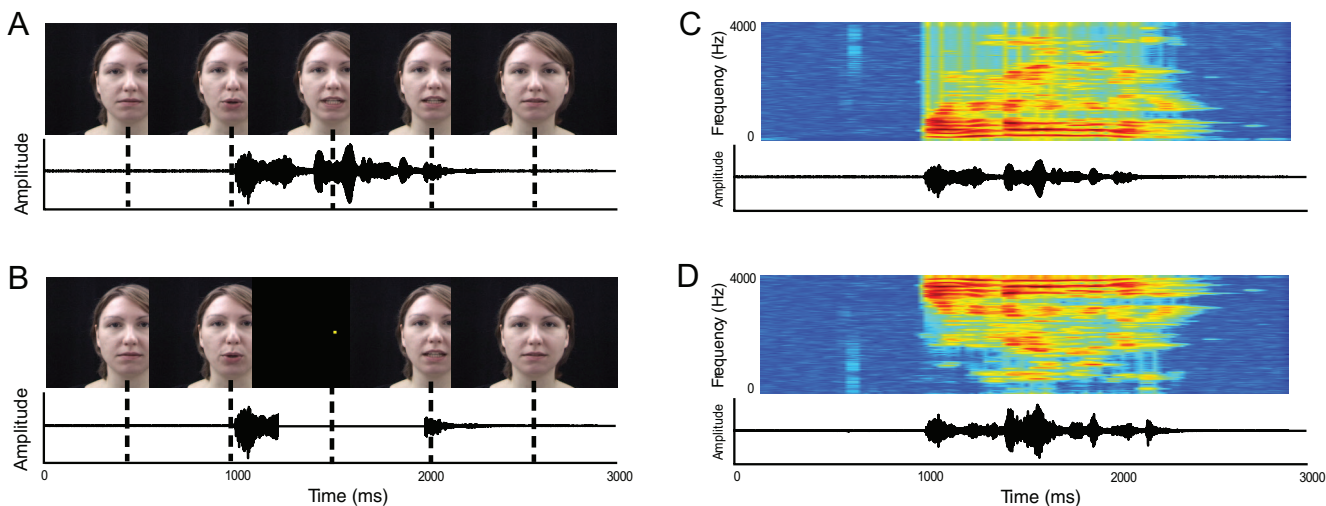 A
Amplitude
B
Amplitude
0 1000 2000 3000
Time (ms)
C
4000
Frequency (Hz)
0
Amplitude
D
4000
Frequency (Hz)
0
Amplitude
0 1000 2000 3000
Time (ms)